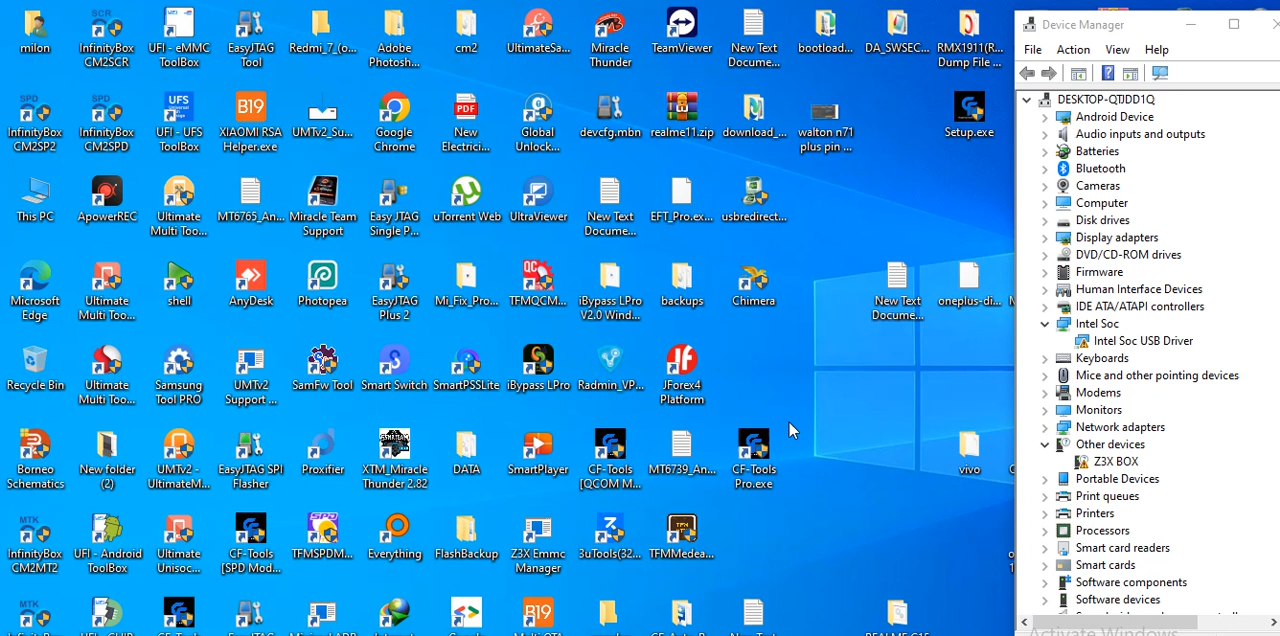 milon
InfinityBox
CM2SCR
UFI - eMMC
ToolBox
EasyJTAG
Tool
Redmi_7_(o...
Adobe
Photosh...
cm2
UltimateSa...
Miracle
Thunder
TeamViewer
New Text
Docume...
bootload...
DA_SWSEC...
RMX1911(R...
Dump File ...
InfinityBox
CM2SP2
InfinityBox
CM2SPD
UFI - UFS
ToolBox
XIAOMI RSA
Helper.exe
UMTv2_Su...
Google
Chrome
New
Electrici...
Global
Unlock...
devcfg.mbn
realme11.zip
download_...
walton n71
plus pin ...
Setup.exe
This PC
ApowerREC
Ultimate
Multi Too...
MT6765_An...
Miracle Team
Support
Easy JTAG
Single P...
uTorrent Web
UltraViewer
New Text
Docume...
EFT_Pro.ex...
usbredirect...
Microsoft
Edge
Ultimate
Multi Too...
shell
AnyDesk
Photopea
EasyJTAG
Plus 2
Mi_Fix_Pro...
TFMQCM...
iBypass LPro
V2.0 Wind...
backups
Chimera
New Text
Docume...
oneplus-di...
Recycle Bin
Ultimate
Multi Too...
Samsung
Tool PRO
UMTv2
Support ...
SamFw Tool
Smart Switch
SmartPSSLite
iBypass LPro
Radmin_VP...
JForex4
Platform
Borneo
Schematics
New folder
(2)
UMTv2 -
UltimateM...
EasyJTAG SPI
Flasher
Proxifier
XTM_Miracle
Thunder 2.82
DATA
SmartPlayer
CF-Tools
[QCOM M...
MT6739_An...
CF-Tools
Pro.exe
vivo
InfinityBox
CM2MT2
UFI - Android
ToolBox
Ultimate
Unisoc...
CF-Tools
[SPD Mod...
TFMSPDM...
Everything
FlashBackup
Z3X Emmc
Manager
3uTools(32...
TFMMedea...
Device Manager
File Action View Help
DESKTOP-QTJDD1Q
Android Device
Audio inputs and outputs
Batteries
Bluetooth
Cameras
Computer
Disk drives
Display adapters
DVD/CD-ROM drives
Firmware
Human Interface Devices
IDE ATA/ATAPI controllers
Intel Soc
Intel Soc USB Driver
Keyboards
Mice and other pointing devices
Modems
Monitors
Network adapters
Other devices
Z3X BOX
Portable Devices
Print queues
Printers
Processors
Smart card readers
Smart cards
Software components
Software devices